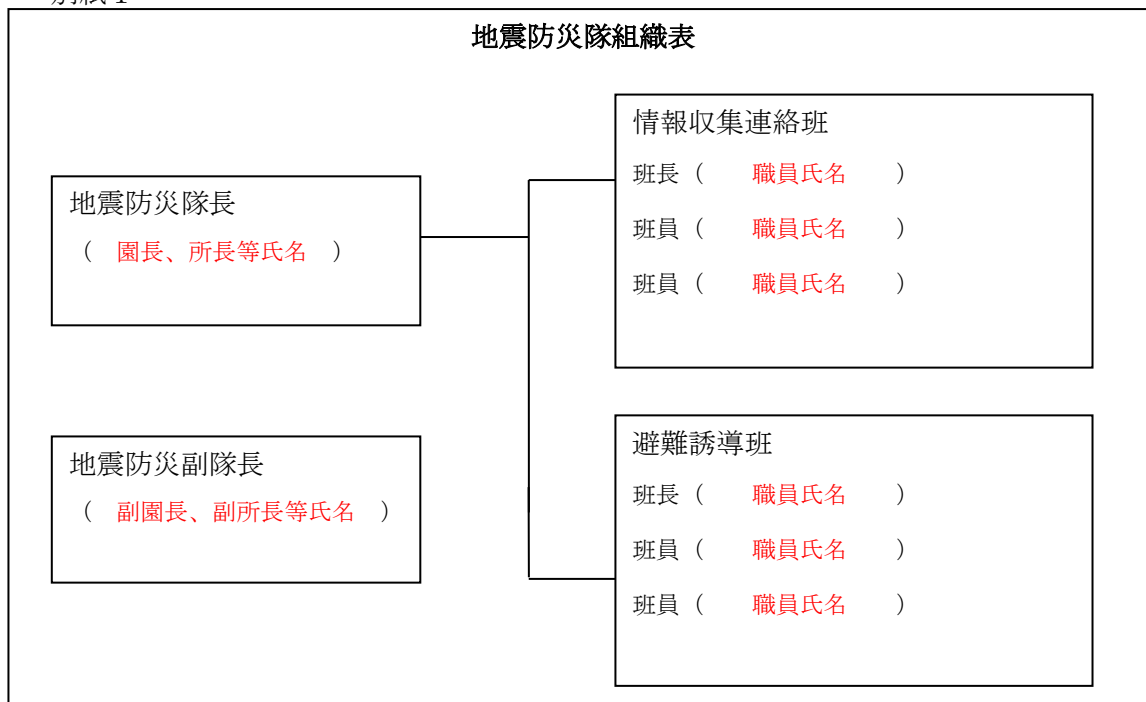 別紙1
地震防災隊組織表
地震防災隊長
（ 園長、所長等氏名 ）
地震防災副隊長
（ 副園長、副所長等氏名 ）
情報収集連絡班
班長（ 職員氏名 ）
班員（ 職員氏名 ）
班員（ 職員氏名 ）
避難誘導班
班長（ 職員氏名 ）
班員（ 職員氏名 ）
班員（ 職員氏名 ）